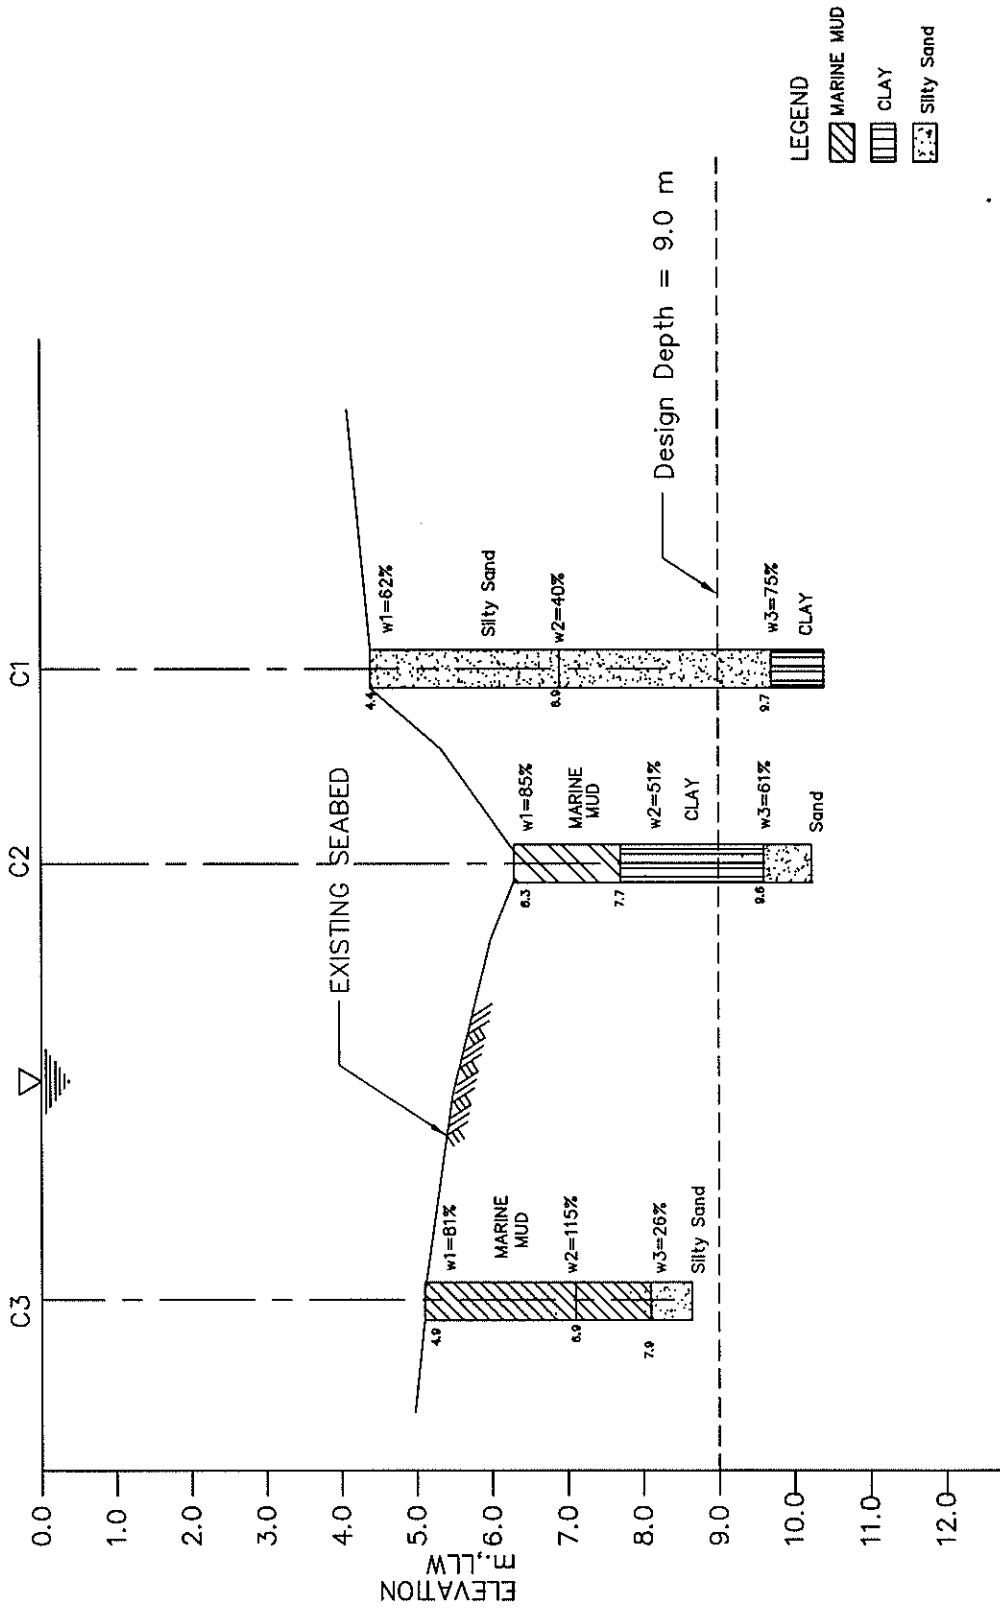 C3
C2
C1
0.0
1.0
2.0
3.0
4.0
5.0
6.0
7.0
8.0
9.0
10.0
11.0
12.0
ELEVATION
m.,LLW
EXISTING SEABED
Design Depth = 9.0 m
4.9
6.9
7.9
w1=81%
MARINE
MUD
w2=115%
w3=26%
Silty Sand
6.3
7.7
9.6
w1=85%
MARINE
MUD
w2=51%
CLAY
w3=61%
Sand
4.4
6.9
9.7
w1=62%
Silty Sand
w2=40%
w3=75%
CLAY
LEGEND
MARINE MUD
CLAY
Silty Sand